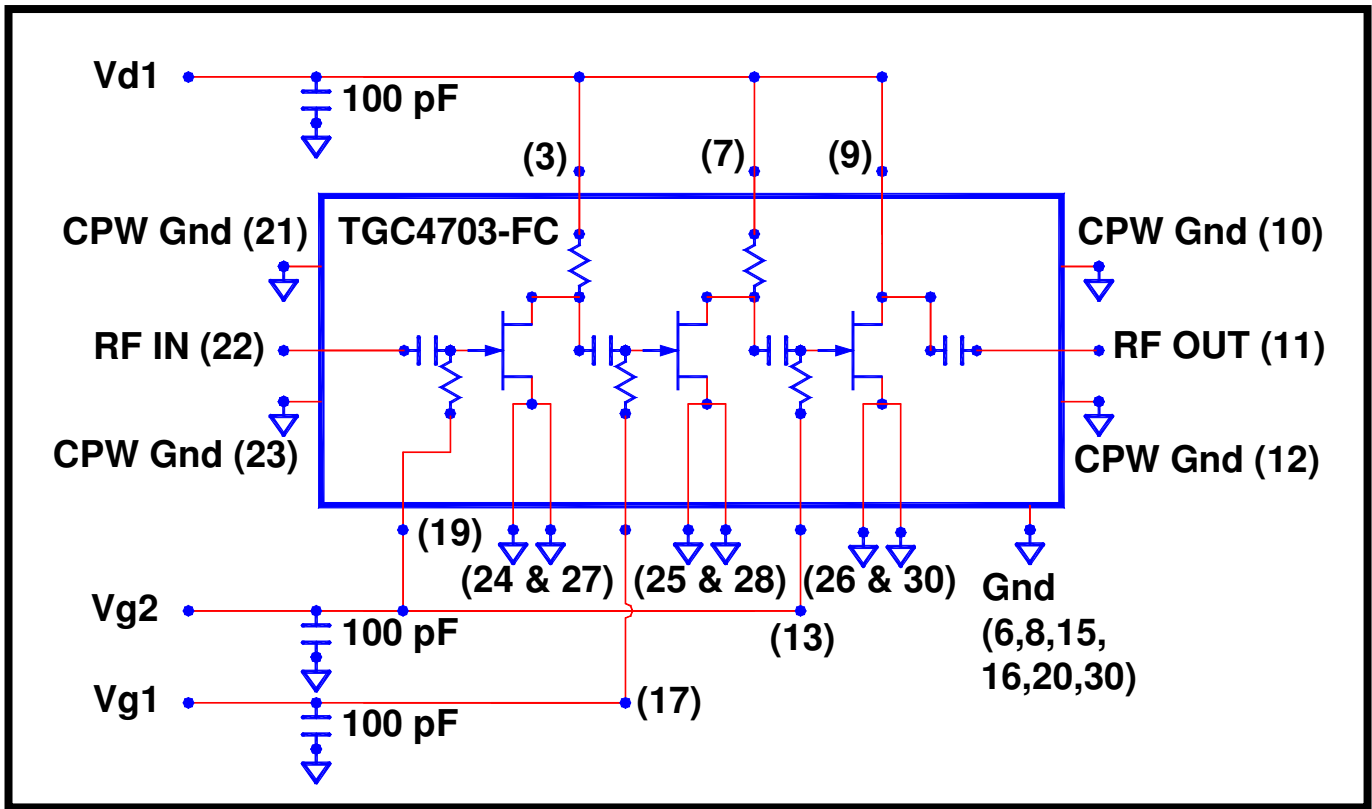 Vd1
100 pF
(3)
(7)
(9)
CPW Gnd (21)
TGC4703-FC
CPW Gnd (10)
RF IN (22)
RF OUT (11)
CPW Gnd (23)
CPW Gnd (12)
(19)
(24 & 27)
(25 & 28)
(26 & 30)
Gnd
(6,8,15,
16,20,30)
Vg2
100 pF
(13)
Vg1
100 pF
(17)